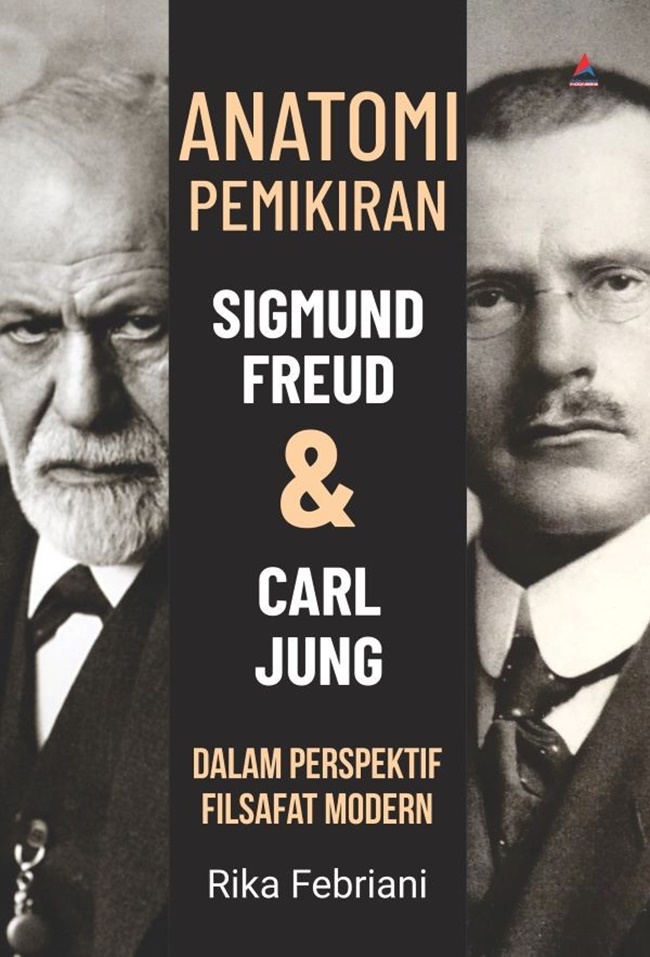 ANATOMI
PEMIKIRAN
SIGMUND
FREUD
&
CARL
JUNG
DALAM PERSPEKTIF
FILSAFAT MODERN
Rika Febriani